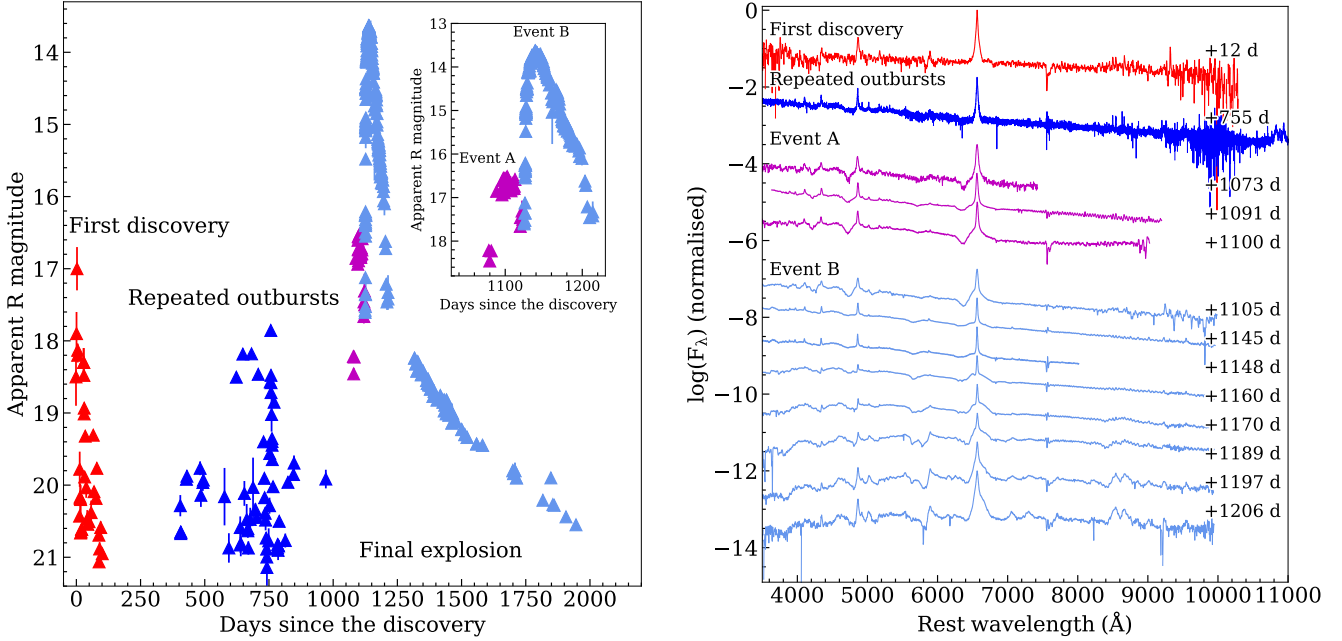 First discovery
Repeated outbursts
Final explosion
Apparent R magnitude
14
15
16
17
18
19
20
21
0
250
500
750
1000
1250
1500
1750
2000
Days since the discovery
Event B
Event A
Apparent R magnitude
13
14
15
16
17
18
1100
1200
Days since the discovery
First discovery
+12 d
Repeated outbursts
+755 d
Event A
+1073 d
+1091 d
+1100 d
Event B
+1105 d
+1145 d
+1148 d
+1160 d
+1170 d
+1189 d
+1197 d
+1206 d
log(Fλ) (normalised)
0
−2
−4
−6
−8
−10
−12
−14
4000
5000
6000
7000
8000
9000
10000
11000
Rest wavelength (Å)